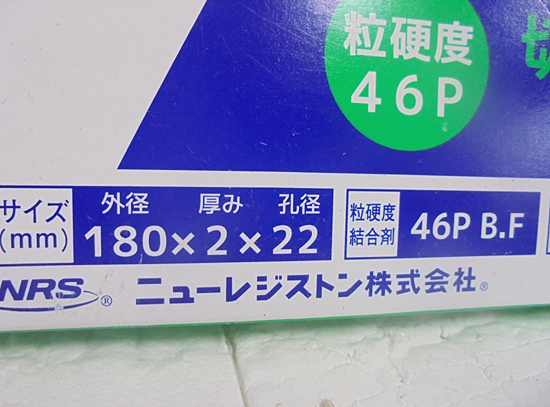 粒硬度
46P
切
サイズ
(mm)
外径 厚み 孔径
180×2×22
粒硬度
結合剤
46P B.F
NRS® ニューレジストン株式会社®